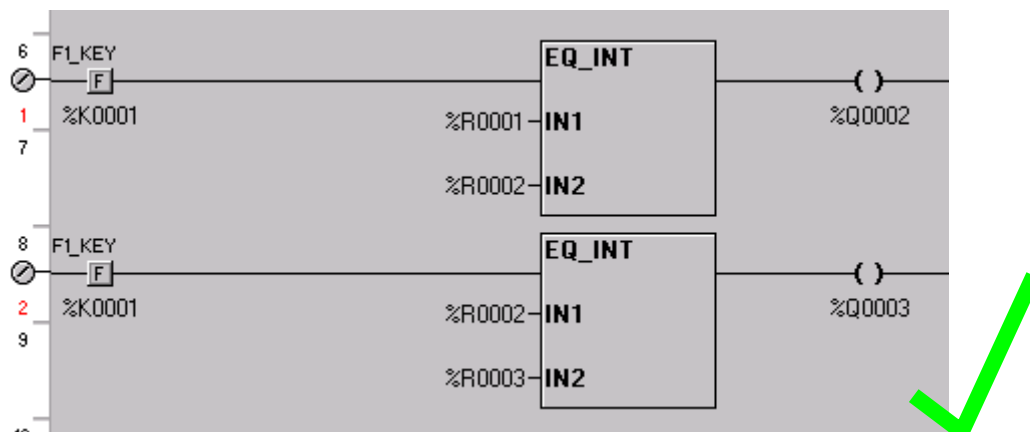 6 F1_KEY EQ_INT
F ( )
1 %K0001 %R0001 IN1 %Q0002
7
%R0002 IN2
8 F1_KEY EQ_INT
F ( )
2 %K0001 %R0002 IN1 %Q0003
9
%R0003 IN2